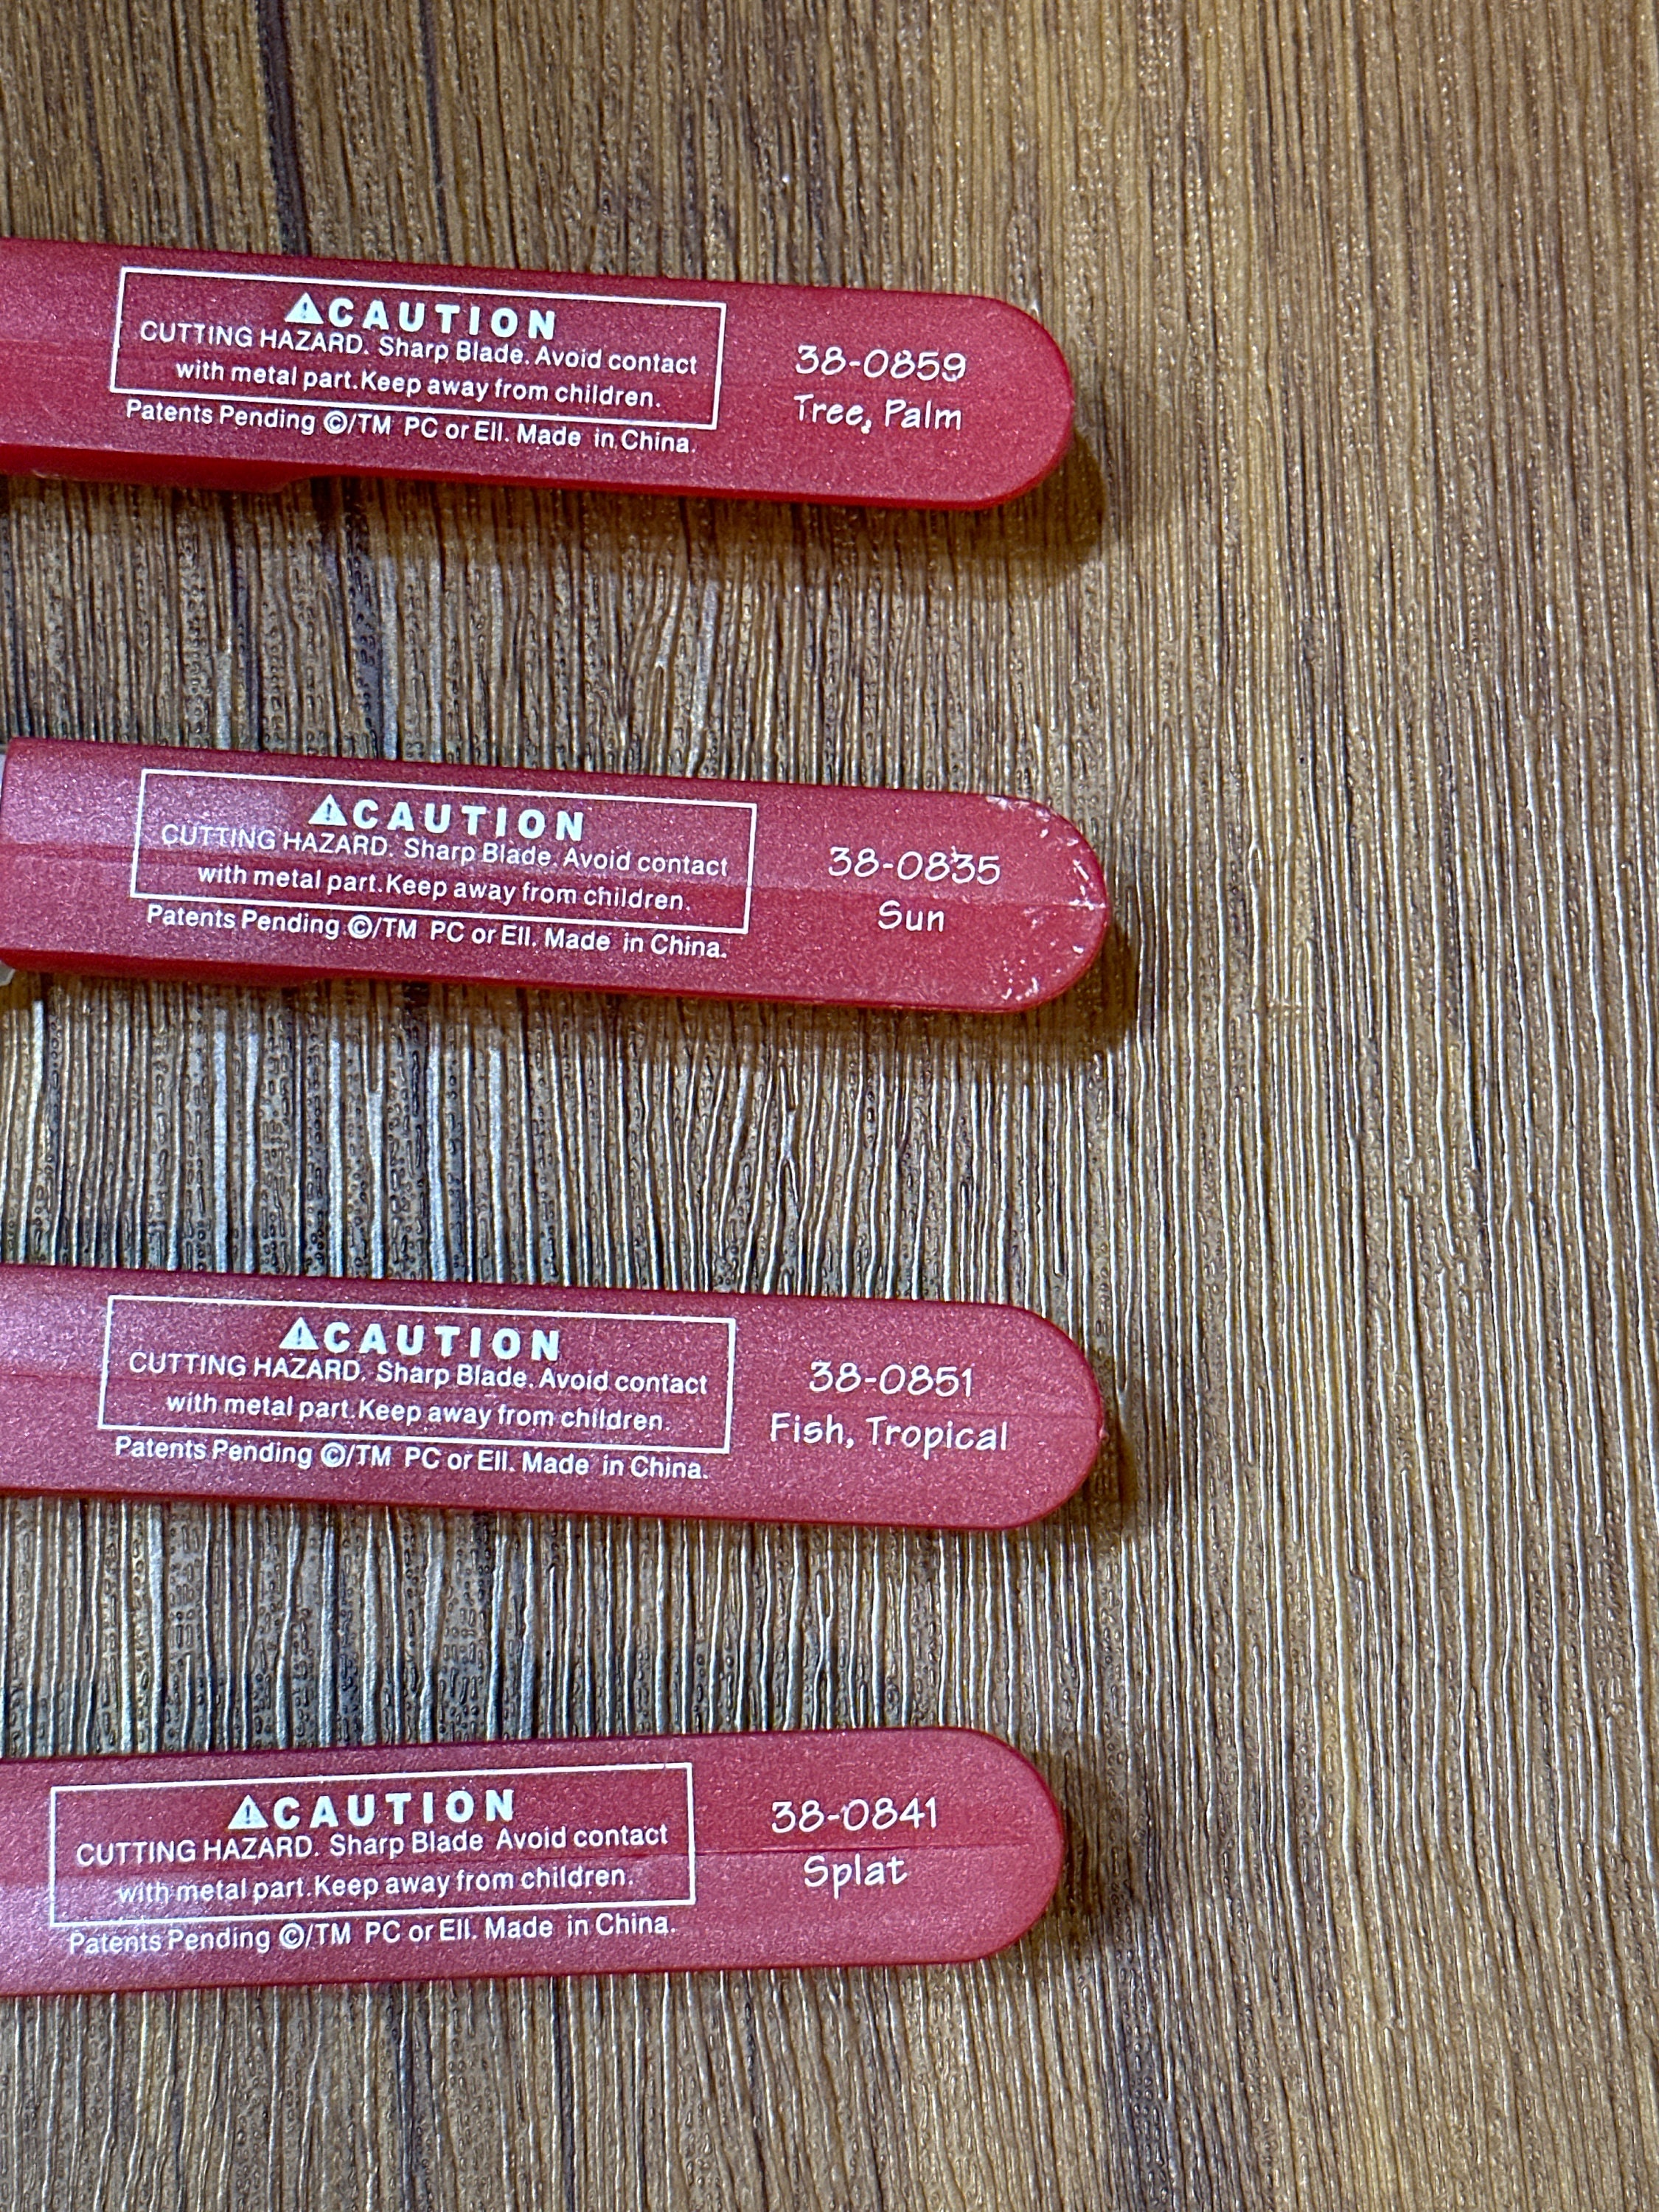 ⚠CAUTION
CUTTING HAZARD. Sharp Blade. Avoid contact
with metal part. Keep away from children.
Patents Pending ©/TM PC or Ell. Made in China.
38-0859
Tree, Palm
⚠CAUTION
CUTTING HAZARD. Sharp Blade. Avoid contact
with metal part. Keep away from children.
Patents Pending ©/TM PC or Ell. Made in China.
38-0835
Sun
⚠CAUTION
CUTTING HAZARD. Sharp Blade. Avoid contact
with metal part. Keep away from children.
Patents Pending ©/TM PC or Ell. Made in China.
38-0851
Fish, Tropical
⚠CAUTION
CUTTING HAZARD. Sharp Blade Avoid contact
with metal part. Keep away from children.
Patents Pending ©/TM PC or Ell. Made in China.
38-0841
Splat